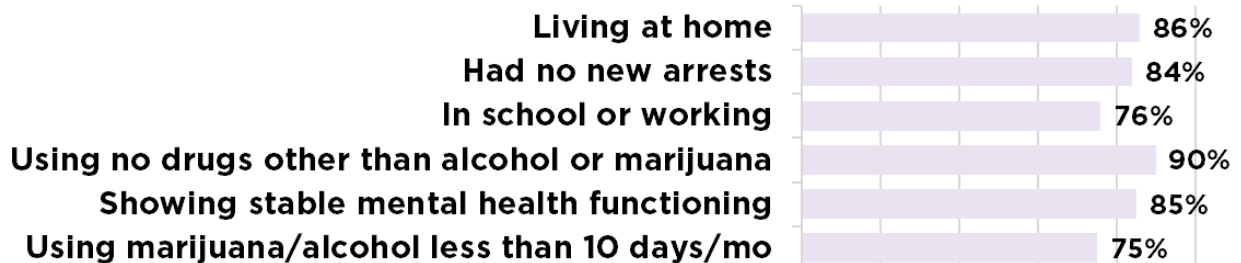 Living at home 86%
Had no new arrests 84%
In school or working 76%
Using no drugs other than alcohol or marijuana 90%
Showing stable mental health functioning 85%
Using marijuana/alcohol less than 10 days/mo 75%